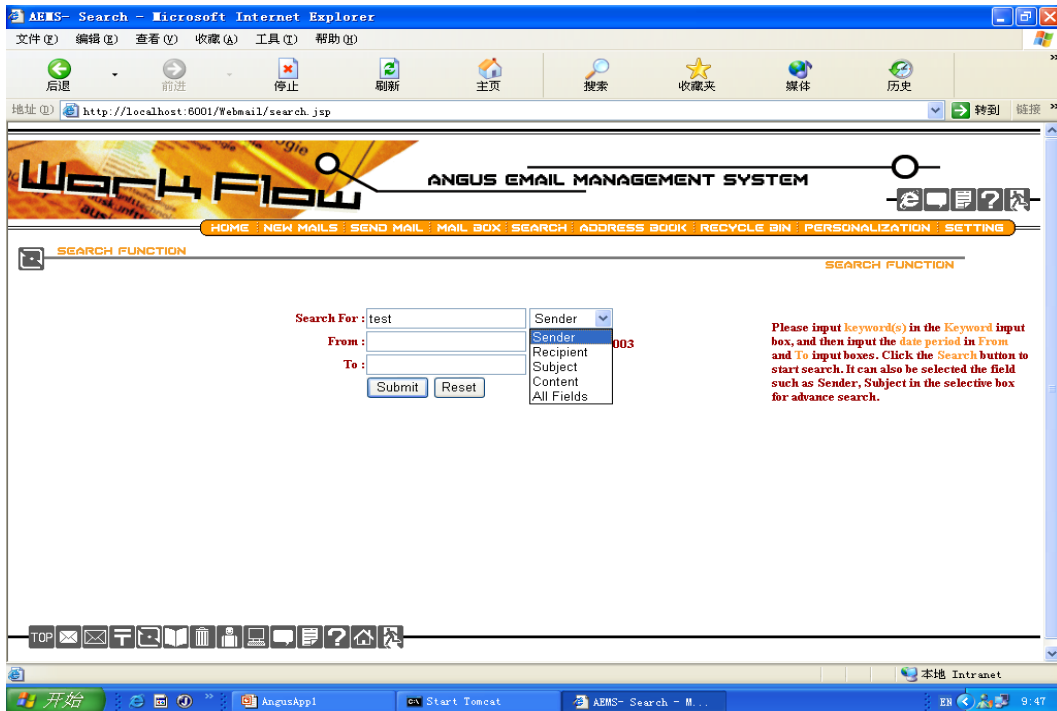 AEMS- Search - Microsoft Internet Explorer
文件(F) 编辑(E) 查看(V) 收藏(A) 工具(T) 帮助(H)
后退 前进 停止 刷新 主页 搜索 收藏夹 媒体 历史
地址(D) http://localhost:6001/Webmail/search.jsp 转到 链接
Work Flow
ANGUS EMAIL MANAGEMENT SYSTEM
HOME NEW MAILS SEND MAIL MAIL BOX SEARCH ADDRESS BOOK RECYCLE BIN PERSONALIZATION SETTING
SEARCH FUNCTION
SEARCH FUNCTION
Search For : test Sender
From : 003
To :
Submit Reset
Sender
Recipient
Subject
Content
All Fields
Please input keyword(s) in the Keyword input
box, and then input the date period in From
and To input boxes. Click the Search button to
start search. It can also be selected the field
such as Sender, Subject in the selective box
for advance search.
TOP
本地 Intranet
开始 AngusApp1 Start Tomcat AEMS- Search - M... EN 9:47